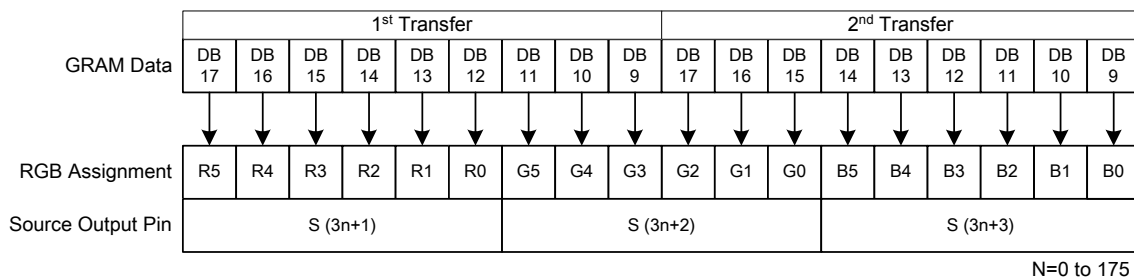 1st Transfer 2nd Transfer
GRAM Data DB 17 DB 16 DB 15 DB 14 DB 13 DB 12 DB 11 DB 10 DB 9 DB 17 DB 16 DB 15 DB 14 DB 13 DB 12 DB 11 DB 10 DB 9
RGB Assignment R5 R4 R3 R2 R1 R0 G5 G4 G3 G2 G1 G0 B5 B4 B3 B2 B1 B0
Source Output Pin S (3n+1) S (3n+2) S (3n+3)
N=0 to 175